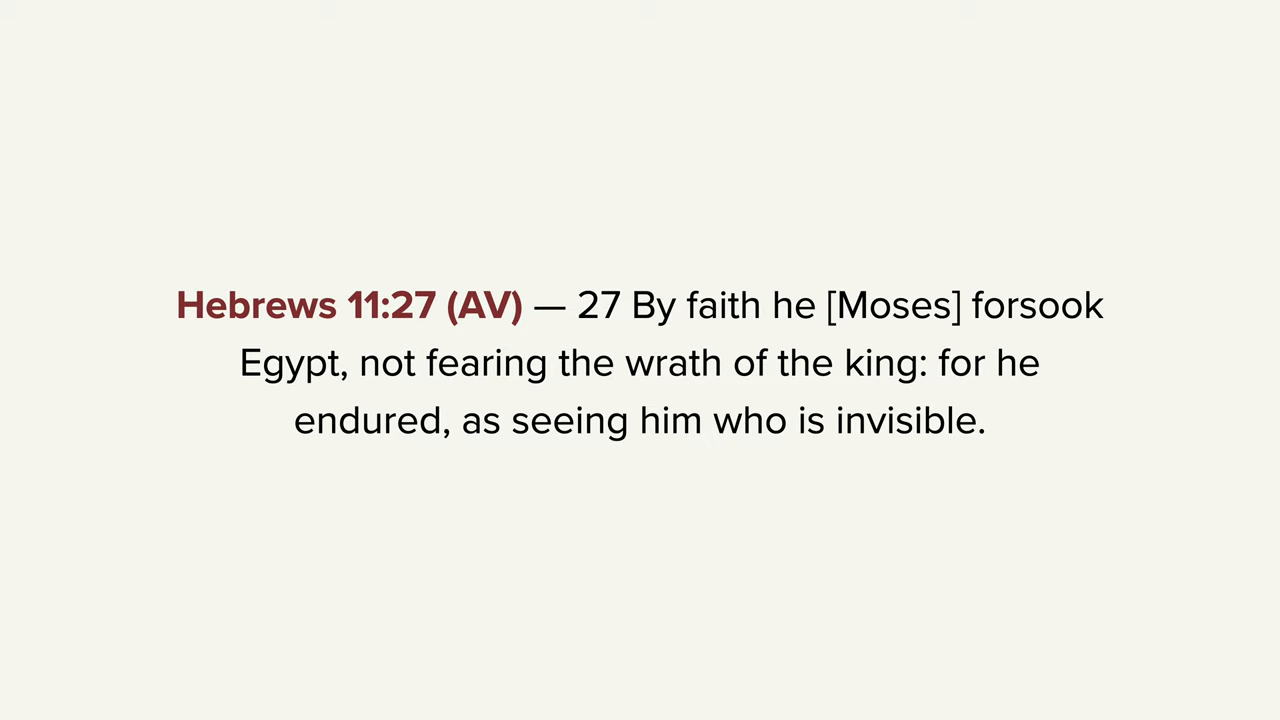 Hebrews 11:27 (AV) — 27 By faith he [Moses] forsook
Egypt, not fearing the wrath of the king: for he
endured, as seeing him who is invisible.